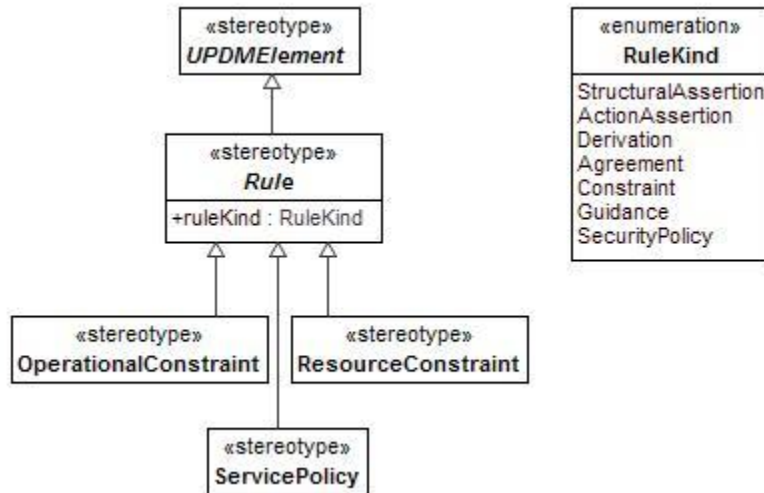 «stereotype»
UPDMElement
«stereotype»
Rule
+ruleKind : RuleKind
«stereotype»
OperationalConstraint
«stereotype»
ResourceConstraint
«stereotype»
ServicePolicy
«enumeration»
RuleKind
StructuralAssertion
ActionAssertion
Derivation
Agreement
Constraint
Guidance
SecurityPolicy